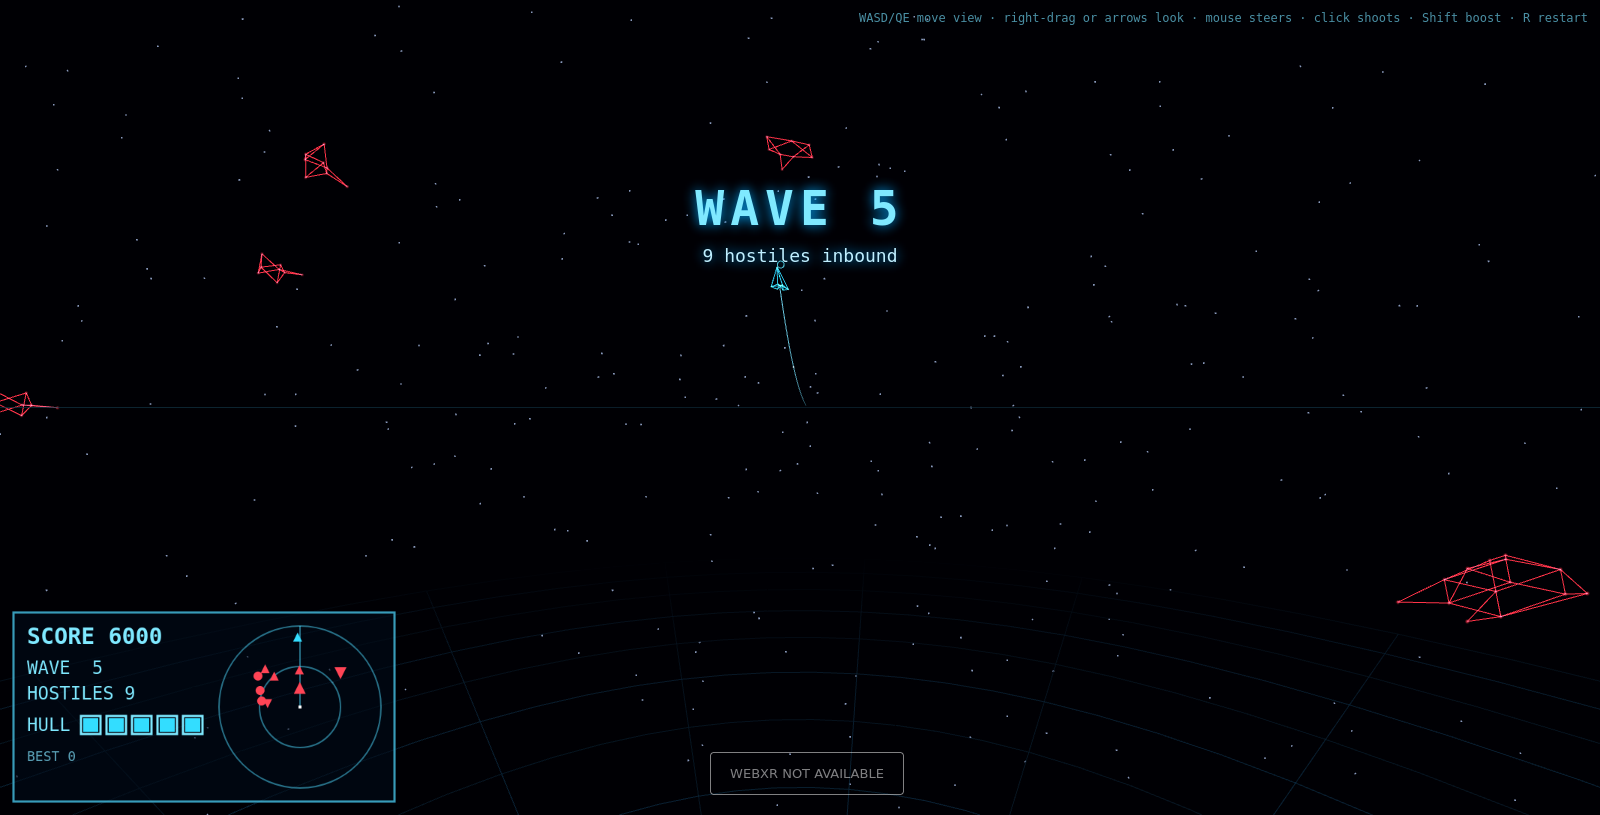 WASD/QE move view · right-drag or arrows look · mouse steers · click shoots · Shift boost · R restart
WAVE 5
9 hostiles inbound
SCORE 6000
WAVE 5
HOSTILES 9
HULL
BEST 0
WEBXR NOT AVAILABLE